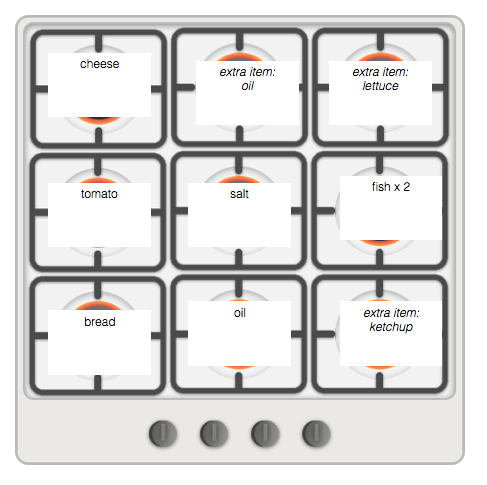 cheese
extra item:
oil
extra item:
lettuce
tomato
salt
fish x 2
bread
oil
extra item:
ketchup